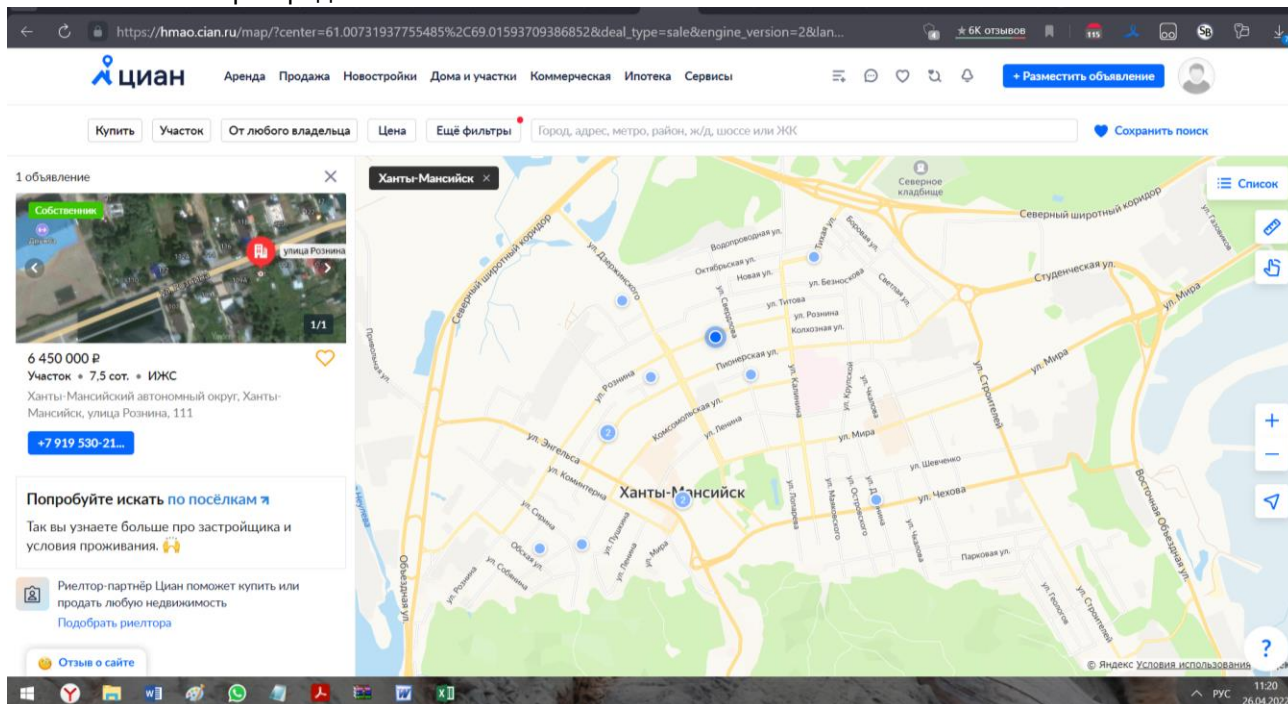 https://hmao.cian.ru/map/?center=61.00731937755485%2C69.01593709386852&deal_type=sale&engine_version=2&lan...
★ 6K отзывов
115
SB
циан
Аренда Продажа Новостройки Дома и участки Коммерческая Ипотека Сервисы
+ Разместить объявление
Купить Участок От любого владельца Цена Ещё фильтры
Город, адрес, метро, район, ж/д, шоссе или ЖК
Сохранить поиск
1 объявление
Собственник
улица Рознина
1/1
6 450 000 ₽
Участок • 7,5 сот. • ИЖС
Ханты-Мансийский автономный округ, Ханты-
Мансийск, улица Рознина, 111
+7 919 530-21...
Попробуйте искать по посёлкам
Так вы узнаете больше про застройщика и
условия проживания.
Риелтор-партнёр Циан поможет купить или
продать любую недвижимость
Подобрать риелтора
Отзыв о сайте
Ханты-Мансийск ×
Северное
кладбище
Список
Северный широтный коридор
ул. Газовиков
Северный широтный коридор
ул. Дзержинского
Водопроводная ул.
Тихая ул.
Боровая ул.
Октябрьская ул.
Новая ул.
ул. Безноскова
Светлая ул.
Студенческая ул.
ул. Мира
ул. Свердлова
ул. Титова
ул. Рознина
Колхозная ул.
Привольная ул.
Пионерская ул.
ул. Мира
ул. Рознина
ул. Калинина
ул. Крупской
ул. Чкалова
ул. Строителей
Комсомольская ул.
ул. Ленина
2
ул. Энгельса
ул. Мира
ул. Шевченко
ул. Коминтерна
Ханты-Мансийск
2
ул. Чехова
ул. Лопарева
ул. Маяковского
ул. Островского
Восточная Объездная ул.
ул. Сирина
ул. Пушкина
Обская ул.
ул. Собянина
ул. Ленина
ул. Мира
ул. Чкалова
Парковая ул.
Объездная ул.
ул. Рознина
ул. Геологов
ул. Строителей
?
© Яндекс Условия использования
РУС
11:20